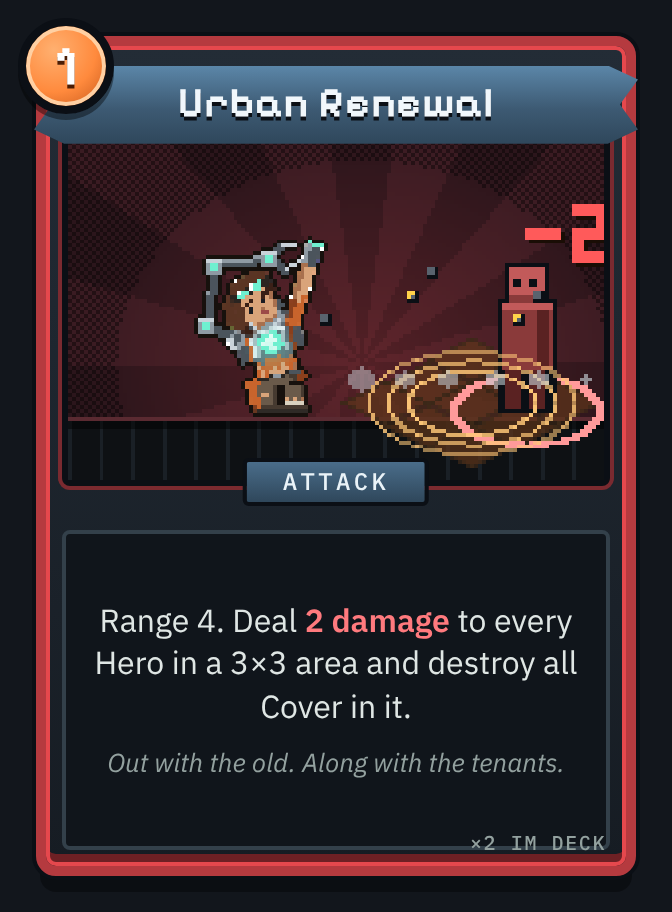 1
Urban Renewal
-2
ATTACK
Range 4. Deal 2 damage to every
Hero in a 3×3 area and destroy all
Cover in it.
Out with the old. Along with the tenants.
×2 IM DECK